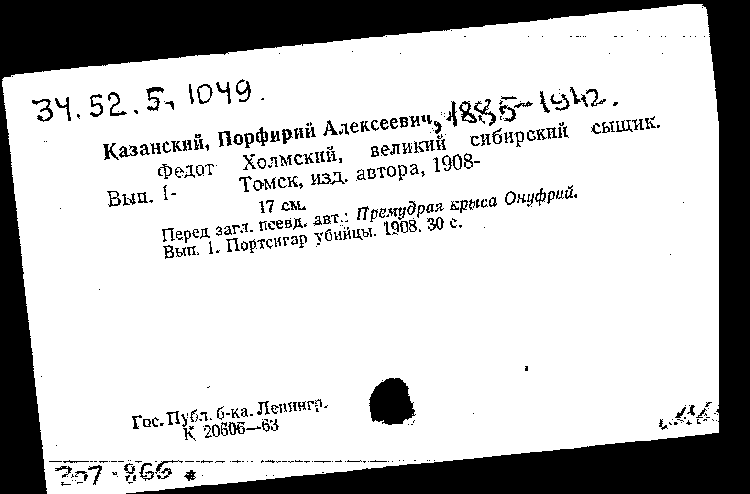 34.52.5, 1049.
Казанский, Порфирий Алексеевич, 1885-1942.
Федот Холмский, великий сибирский сыщик.
Вып. 1- Томск, изд. автора, 1908-
17 см.
Перед загл. псевд. авт.: Премудрая крыса Онуфрий.
Вып. 1. Портсигар убийцы. 1908. 30 с.
Гос. Публ. б-ка. Ленингр.
К 20606—63
307-866 *